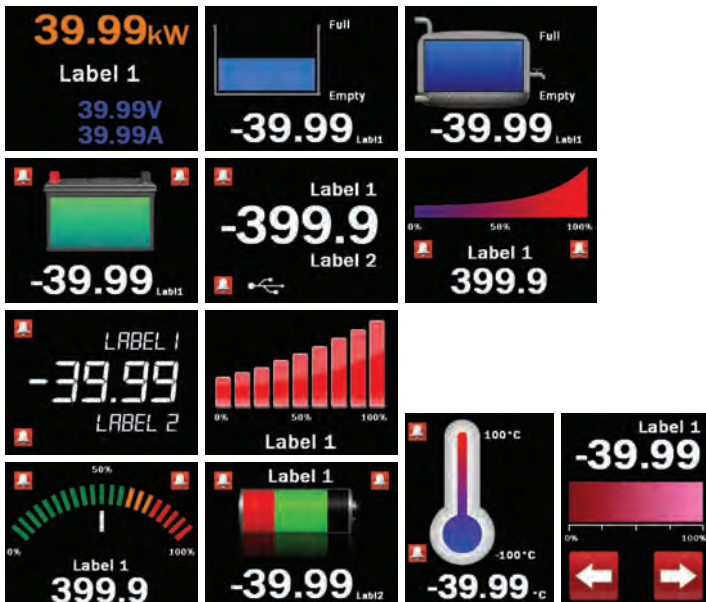 39.99kW
Label 1
39.99V
39.99A
Full
Empty
-39.99 Labl1
Full
Empty
-39.99 Labl1
-39.99 Labl1
Label 1
-399.9
Label 2
0% 50% 100%
Label 1
399.9
LABEL 1
-39.99
LABEL 2
0% 50% 100%
Label 1
50%
0% 100%
Label 1
399.9
Label 1
-39.99 Labl2
100°C
-100°C
-39.99 °C
Label 1
-39.99
0% 100%